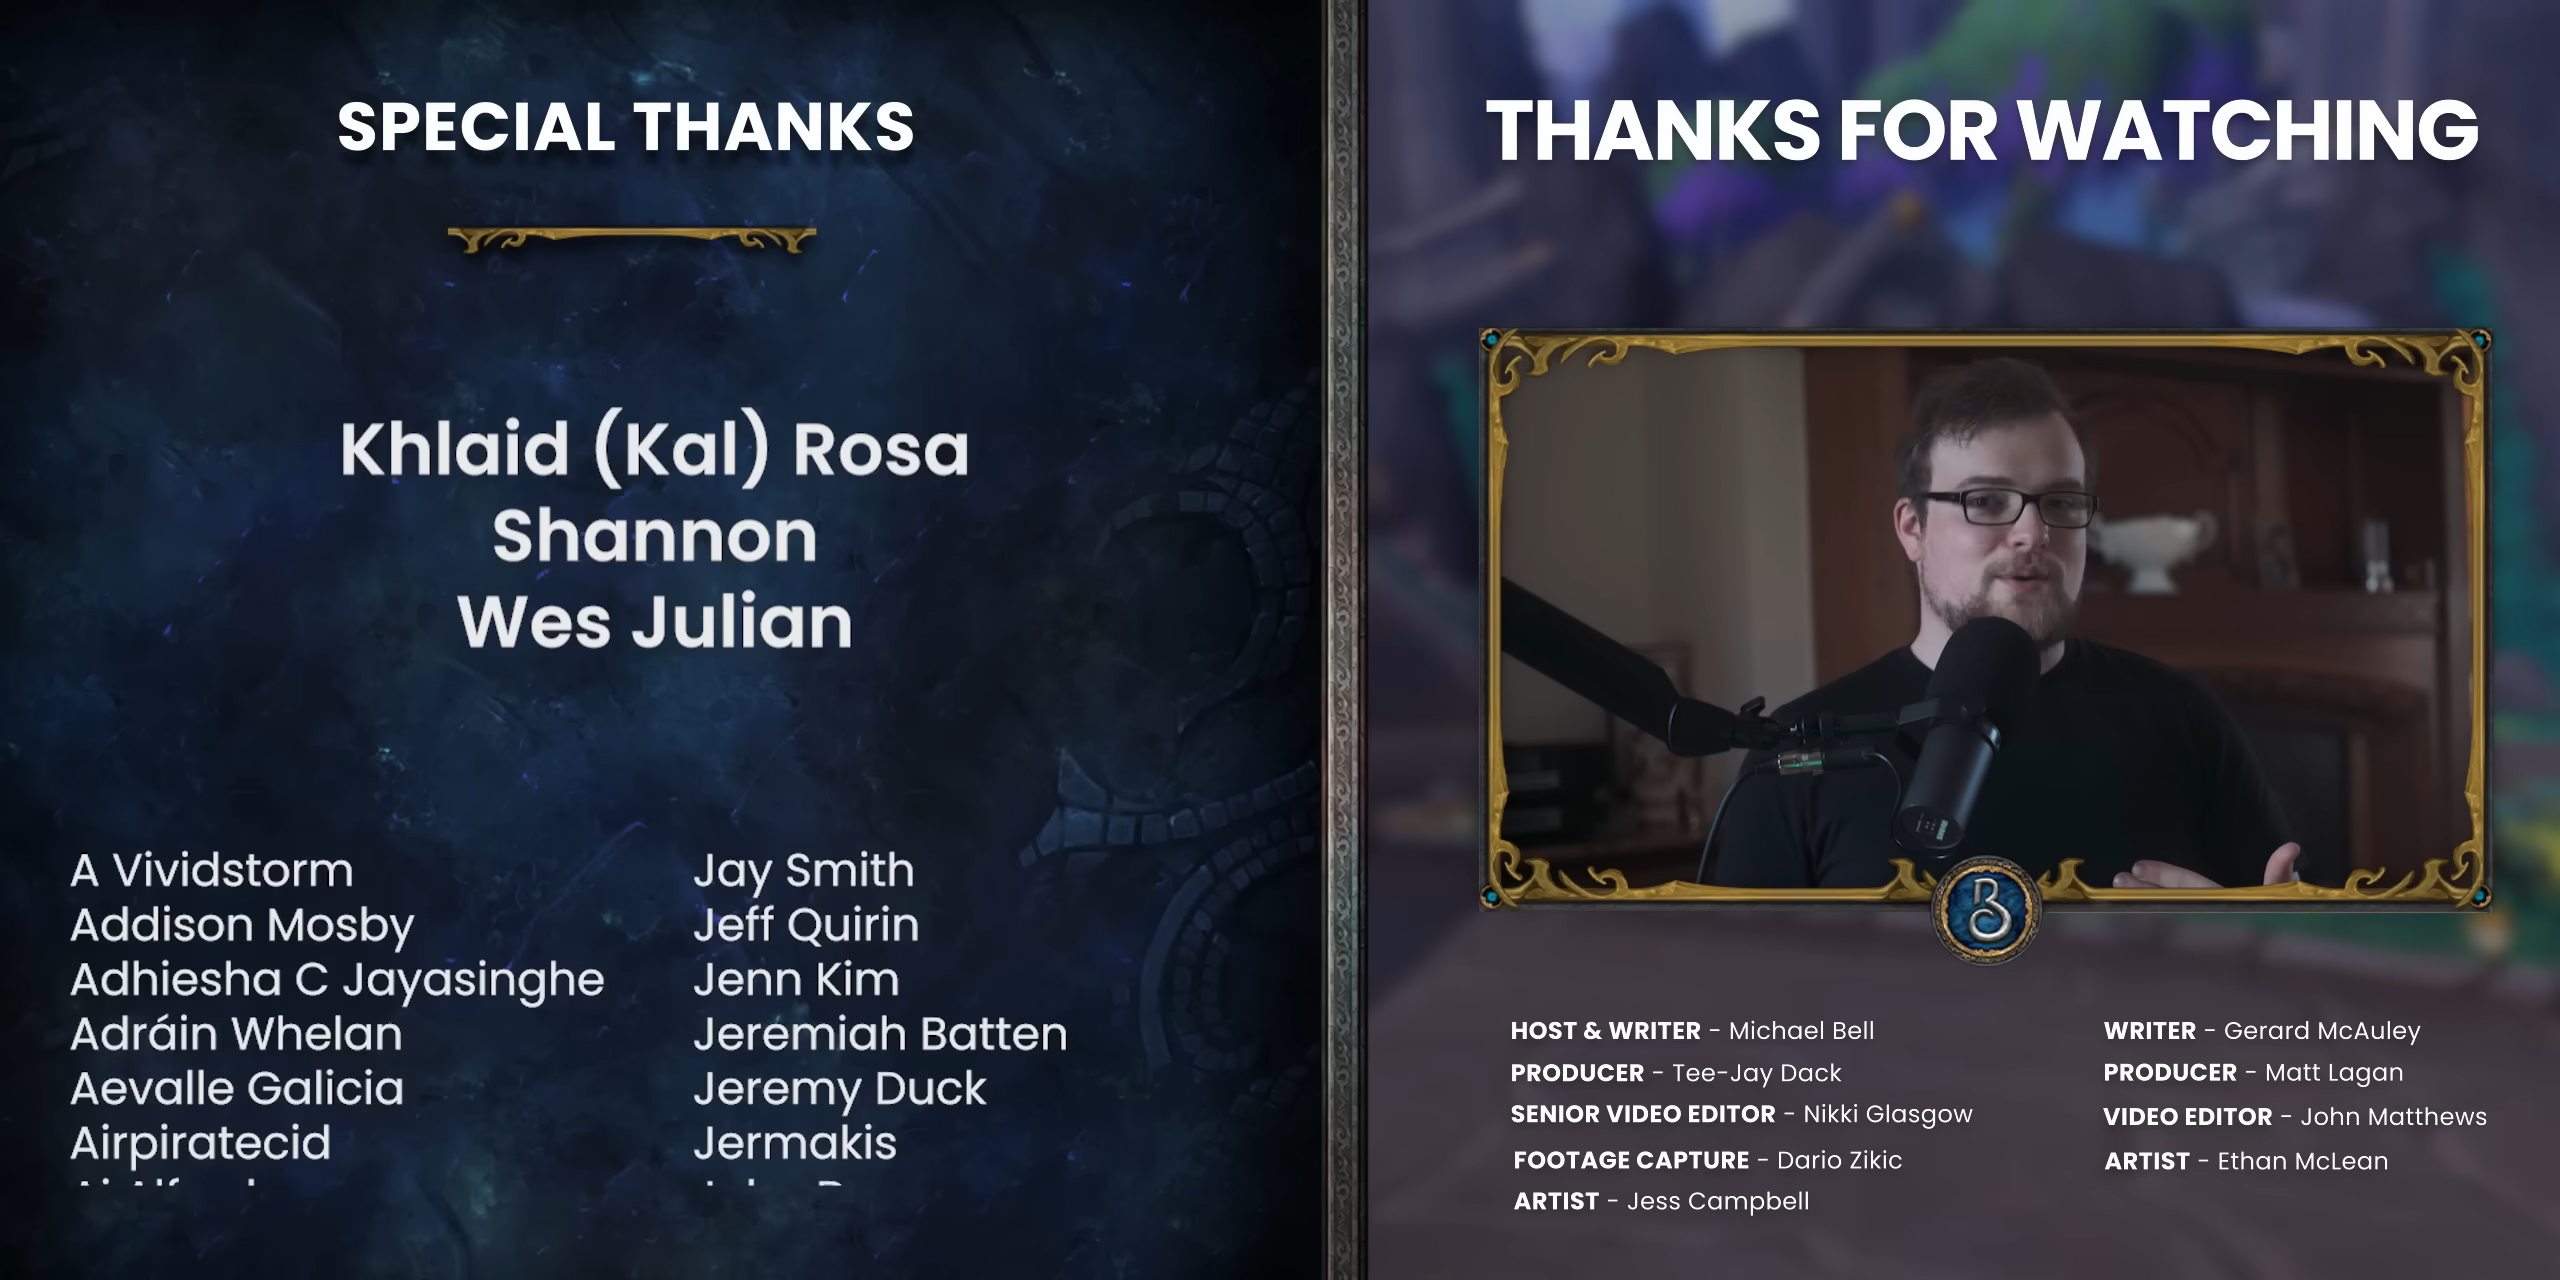 SPECIAL THANKS
Khlaid (Kal) Rosa
Shannon
Wes Julian
A Vividstorm
Addison Mosby
Adhiesha C Jayasinghe
Adráin Whelan
Aevalle Galicia
Airpiratecid
Jay Smith
Jeff Quirin
Jenn Kim
Jeremiah Batten
Jeremy Duck
Jermakis
THANKS FOR WATCHING
HOST & WRITER - Michael Bell
PRODUCER - Tee-Jay Dack
SENIOR VIDEO EDITOR - Nikki Glasgow
FOOTAGE CAPTURE - Dario Zikic
ARTIST - Jess Campbell
WRITER - Gerard McAuley
PRODUCER - Matt Lagan
VIDEO EDITOR - John Matthews
ARTIST - Ethan McLean